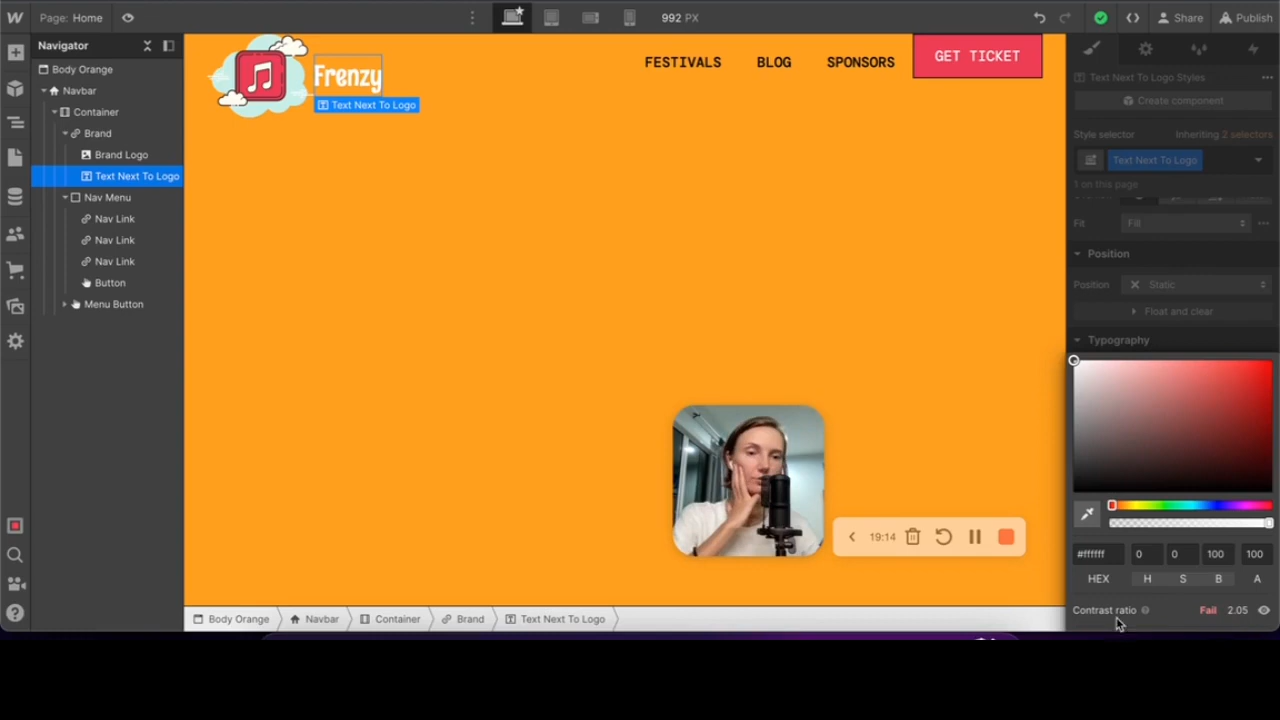 Page: Home
992 PX
Share
Publish
Navigator
Body Orange
Navbar
Container
Brand
Brand Logo
Text Next To Logo
Nav Menu
Nav Link
Nav Link
Nav Link
Button
Menu Button
Frenzy
Text Next To Logo
FESTIVALS
BLOG
SPONSORS
GET TICKET
19:14
Text Next To Logo Styles
Create component
Style selector
Inheriting 2 selectors
Text Next To Logo
1 on this page
Fit
Fill
Position
Position
Static
Float and clear
Typography
#ffffff
0
0
100
100
HEX
H
S
B
A
Contrast ratio
Fail
2.05
Body Orange
Navbar
Container
Brand
Text Next To Logo